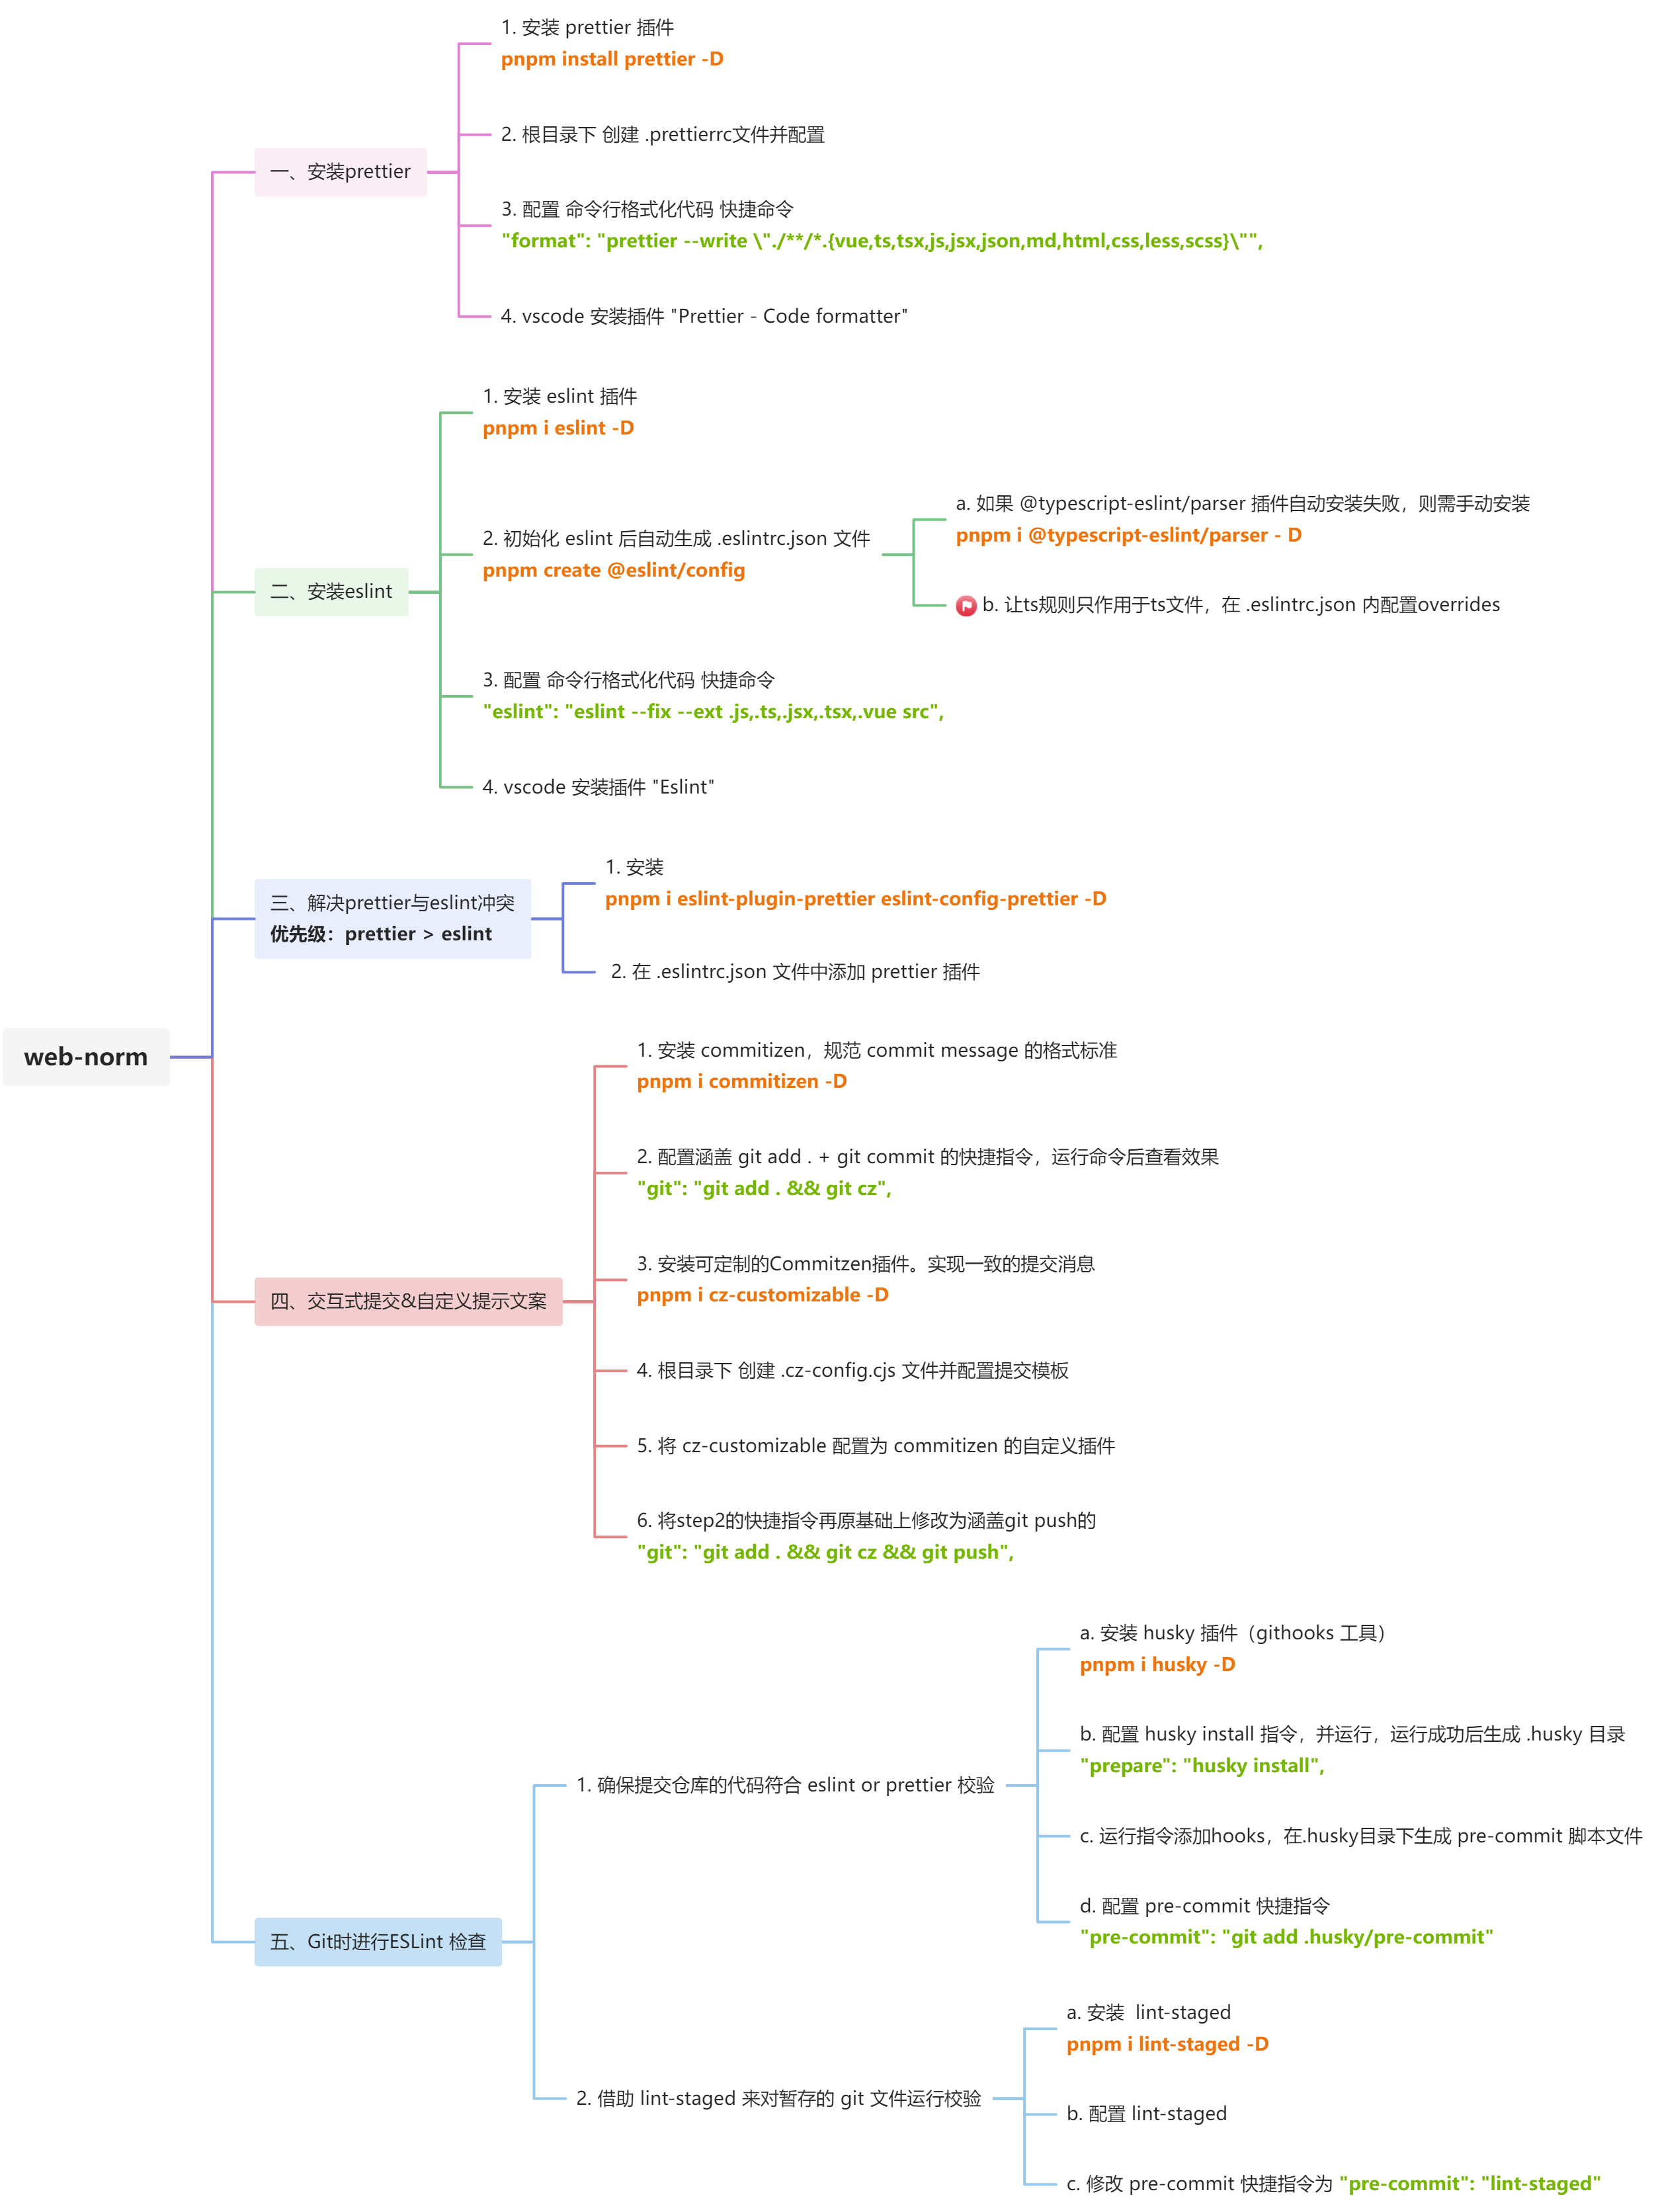 web-norm
一、安装prettier
1. 安装 prettier 插件
pnpm install prettier -D
2. 根目录下 创建 .prettierrc文件并配置
3. 配置 命令行格式化代码 快捷命令
"format": "prettier --write \"./**/*.{vue,ts,tsx,js,jsx,json,md,html,css,less,scss}\"",
4. vscode 安装插件 "Prettier - Code formatter"
二、安装eslint
1. 安装 eslint 插件
pnpm i eslint -D
2. 初始化 eslint 后自动生成 .eslintrc.json 文件
pnpm create @eslint/config
a. 如果 @typescript-eslint/parser 插件自动安装失败，则需手动安装
pnpm i @typescript-eslint/parser - D
b. 让ts规则只作用于ts文件，在 .eslintrc.json 内配置overrides
3. 配置 命令行格式化代码 快捷命令
"eslint": "eslint --fix --ext .js,.ts,.jsx,.tsx,.vue src",
4. vscode 安装插件 "Eslint"
三、解决prettier与eslint冲突
优先级：prettier > eslint
1. 安装
pnpm i eslint-plugin-prettier eslint-config-prettier -D
2. 在 .eslintrc.json 文件中添加 prettier 插件
四、交互式提交&自定义提示文案
1. 安装 commitizen，规范 commit message 的格式标准
pnpm i commitizen -D
2. 配置涵盖 git add . + git commit 的快捷指令，运行命令后查看效果
"git": "git add . && git cz",
3. 安装可定制的Commitzen插件。实现一致的提交消息
pnpm i cz-customizable -D
4. 根目录下 创建 .cz-config.cjs 文件并配置提交模板
5. 将 cz-customizable 配置为 commitizen 的自定义插件
6. 将step2的快捷指令再原基础上修改为涵盖git push的
"git": "git add . && git cz && git push",
五、Git时进行ESLint 检查
1. 确保提交仓库的代码符合 eslint or prettier 校验
a. 安装 husky 插件（githooks 工具）
pnpm i husky -D
b. 配置 husky install 指令，并运行，运行成功后生成 .husky 目录
"prepare": "husky install",
c. 运行指令添加hooks，在.husky目录下生成 pre-commit 脚本文件
d. 配置 pre-commit 快捷指令
"pre-commit": "git add .husky/pre-commit"
2. 借助 lint-staged 来对暂存的 git 文件运行校验
a. 安装  lint-staged
pnpm i lint-staged -D
b. 配置 lint-staged
c. 修改 pre-commit 快捷指令为 "pre-commit": "lint-staged"